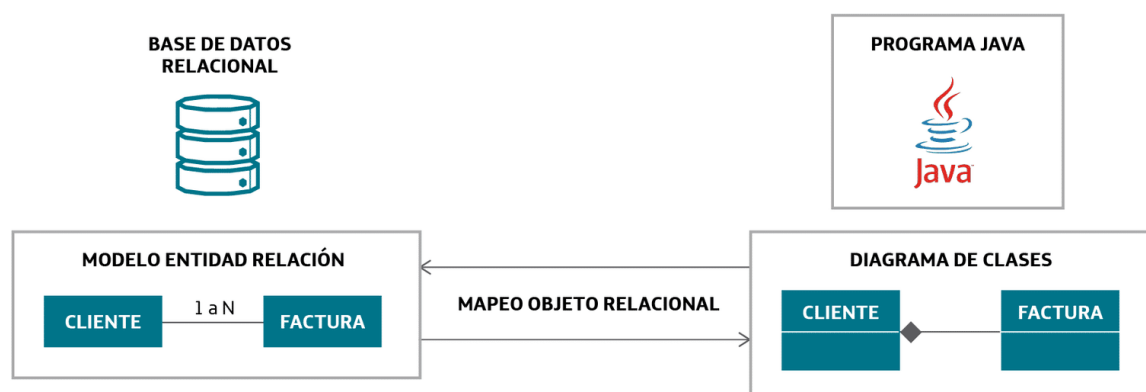 BASE DE DATOS
RELACIONAL
PROGRAMA JAVA
Java
MODELO ENTIDAD RELACIÓN
CLIENTE
1 a N
FACTURA
MAPEO OBJETO RELACIONAL
DIAGRAMA DE CLASES
CLIENTE
FACTURA